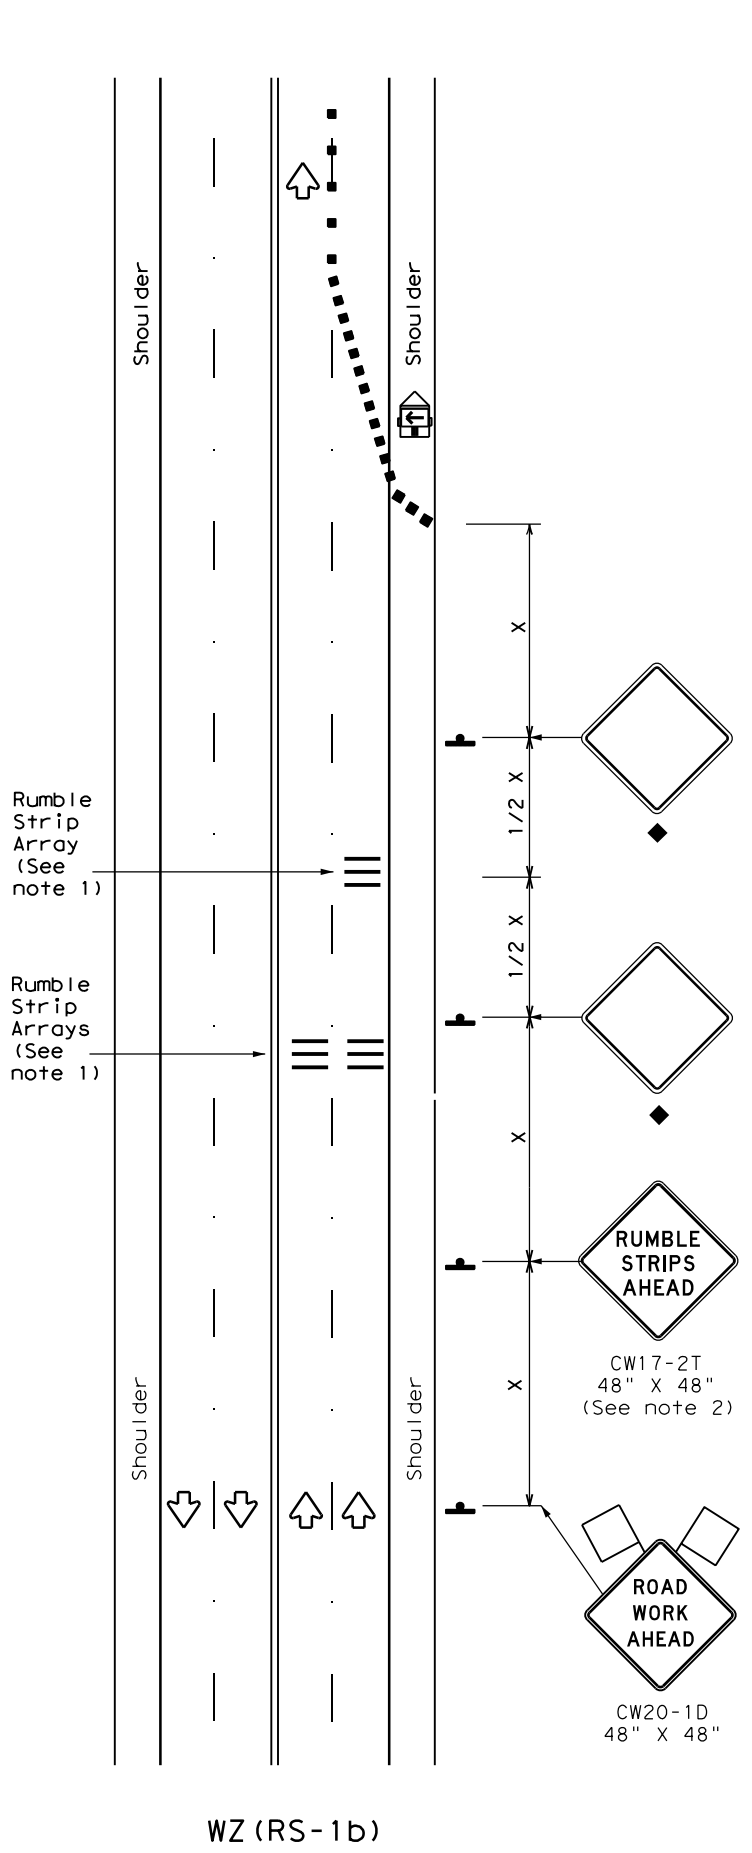 Shoulder
Shoulder
X
1/2 X
Rumble
Strip
Array
(See
note 1)
1/2 X
Rumble
Strip
Arrays
(See
note 1)
X
RUMBLE
STRIPS
AHEAD
CW17-2T
48" X 48"
(See note 2)
X
Shoulder
Shoulder
ROAD
WORK
AHEAD
CW20-1D
48" X 48"
WZ(RS-1b)